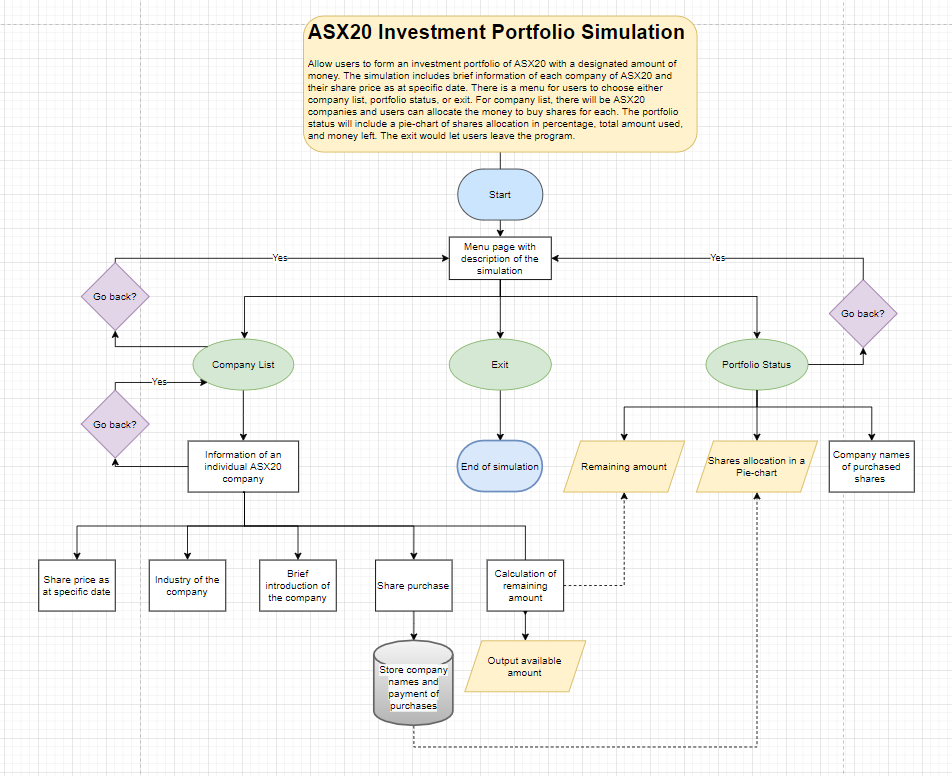 ASX20 Investment Portfolio Simulation
Allow users to form an investment portfolio of ASX20 with a designated amount of
money. The simulation includes brief information of each company of ASX20 and
their share price as at specific date. There is a menu for users to choose either
company list, portfolio status, or exit. For company list, there will be ASX20
companies and users can allocate the money to buy shares for each. The portfolio
status will include a pie-chart of shares allocation in percentage, total amount used,
and money left. The exit would let users leave the program.
Start
Menu page with
description of the
simulation
Yes
Yes
Go back?
Go back?
Company List
Exit
Portfolio Status
Yes
Go back?
Information of an
individual ASX20
company
End of simulation
Remaining amount
Shares allocation in a
Pie-chart
Company names
of purchased
shares
Share price as
at specific date
Industry of the
company
Brief
introduction of
the company
Share purchase
Calculation of
remaining
amount
Store company
names and
payment of
purchases
Output available
amount